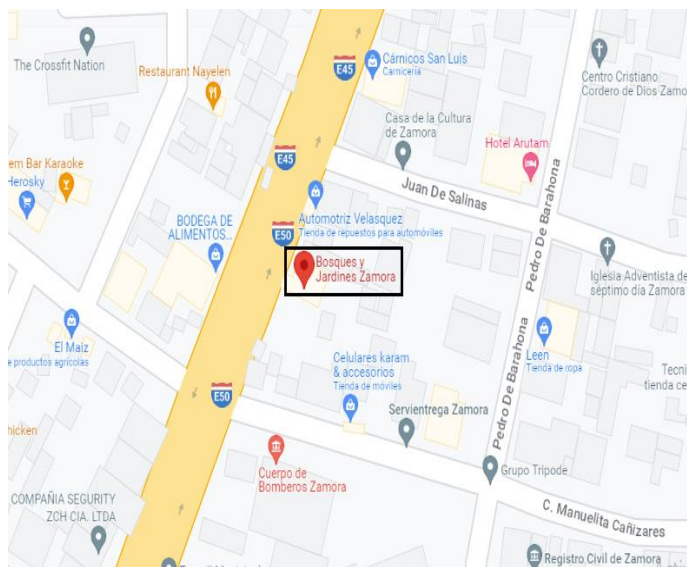 The Crossfit Nation
E45
Cárnicos San Luis
Carnicería
Centro Cristiano
Cordero de Dios Zamo
Restaurant Nayelen
Casa de la Cultura
de Zamora
Hotel Arutam
E45
em Bar Karaoke
Herosky
Juan De Salinas
Pedro De Barahona
BODEGA DE
ALIMENTOS...
Automotriz Velasquez
Tienda de repuestos para automóviles
E50
Bosques y
Jardines Zamora
Iglesia Adventista de
séptimo día Zamora
El Maiz
e productos agrícolas
Celulares karam
& accesorios
Tienda de móviles
Leen
Tienda de ropa
Pedro De Barahona
Tecni
tienda ce
E50
Servientrega Zamora
hicken
Cuerpo de
Bomberos Zamora
Grupo Tripode
COMPAÑIA SEGURITY
ZCH CIA. LTDA
C. Manuelita Cañizares
Registro Civil de Zamora